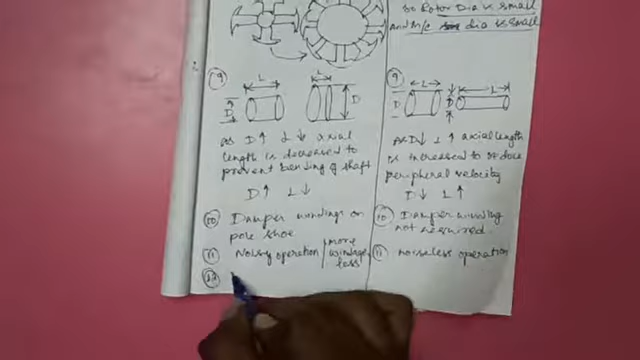 so Rotor Dia is small
and M/c dia is small
9
L
D
L
D
As D↑ L↓ axial
length is decreased to
prevent bending of shaft
D↑ L↓
10 Damper windings on
pole shoe
11 Noisy operation | more
windage
loss
12
9
L
D
D
L
As D↓ L↑ axial length
is increased to reduce
peripheral velocity
D↓ L↑
10 Damper winding
not required.
11 noiseless operation